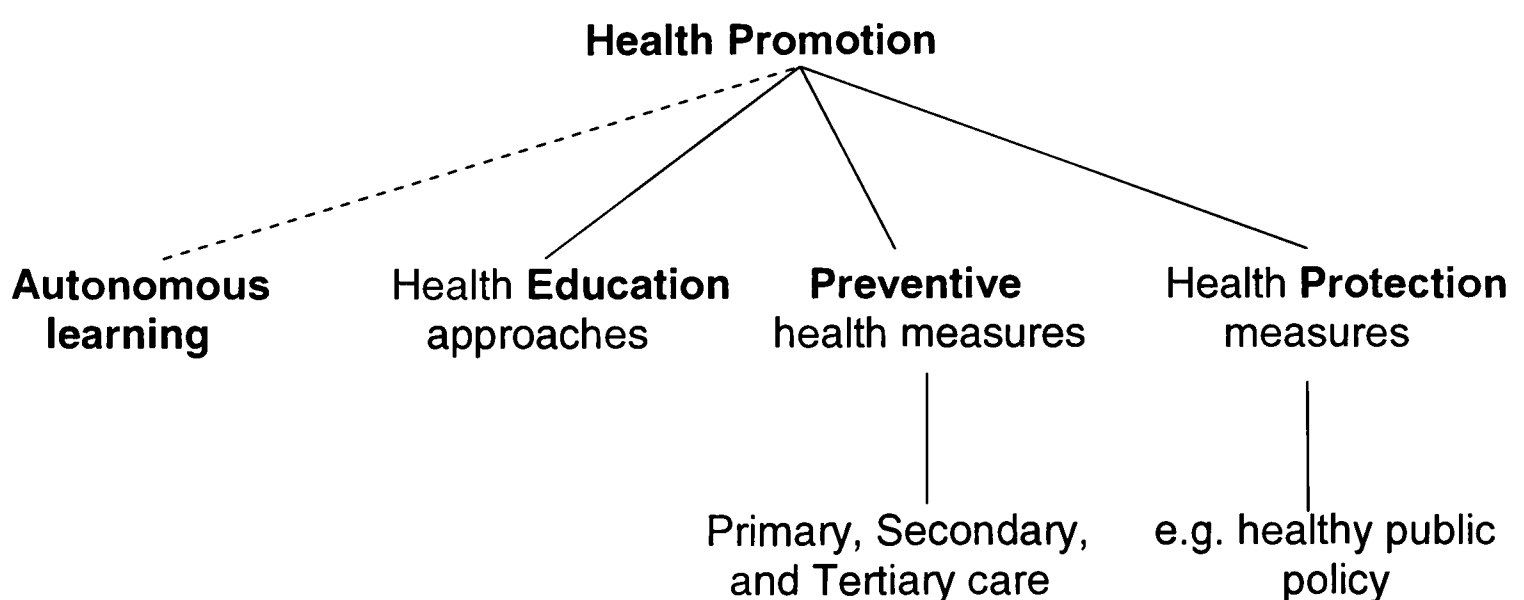 Health Promotion
Autonomous
learning
Health Education
approaches
Preventive
health measures
Health Protection
measures
Primary, Secondary,
and Tertiary care
e.g. healthy public
policy